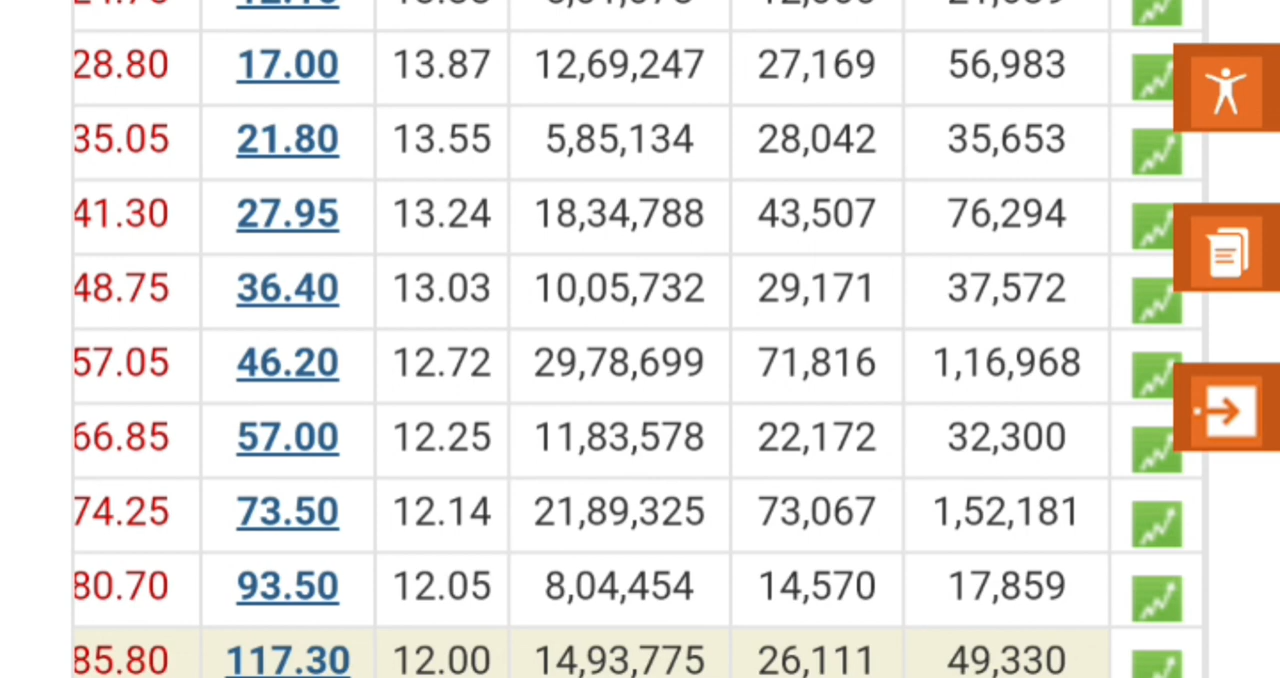 28.80 17.00 13.87 12,69,247 27,169 56,983
35.05 21.80 13.55 5,85,134 28,042 35,653
41.30 27.95 13.24 18,34,788 43,507 76,294
48.75 36.40 13.03 10,05,732 29,171 37,572
57.05 46.20 12.72 29,78,699 71,816 1,16,968
66.85 57.00 12.25 11,83,578 22,172 32,300
74.25 73.50 12.14 21,89,325 73,067 1,52,181
80.70 93.50 12.05 8,04,454 14,570 17,859
85.80 117.30 12.00 14,93,775 26,111 49,330